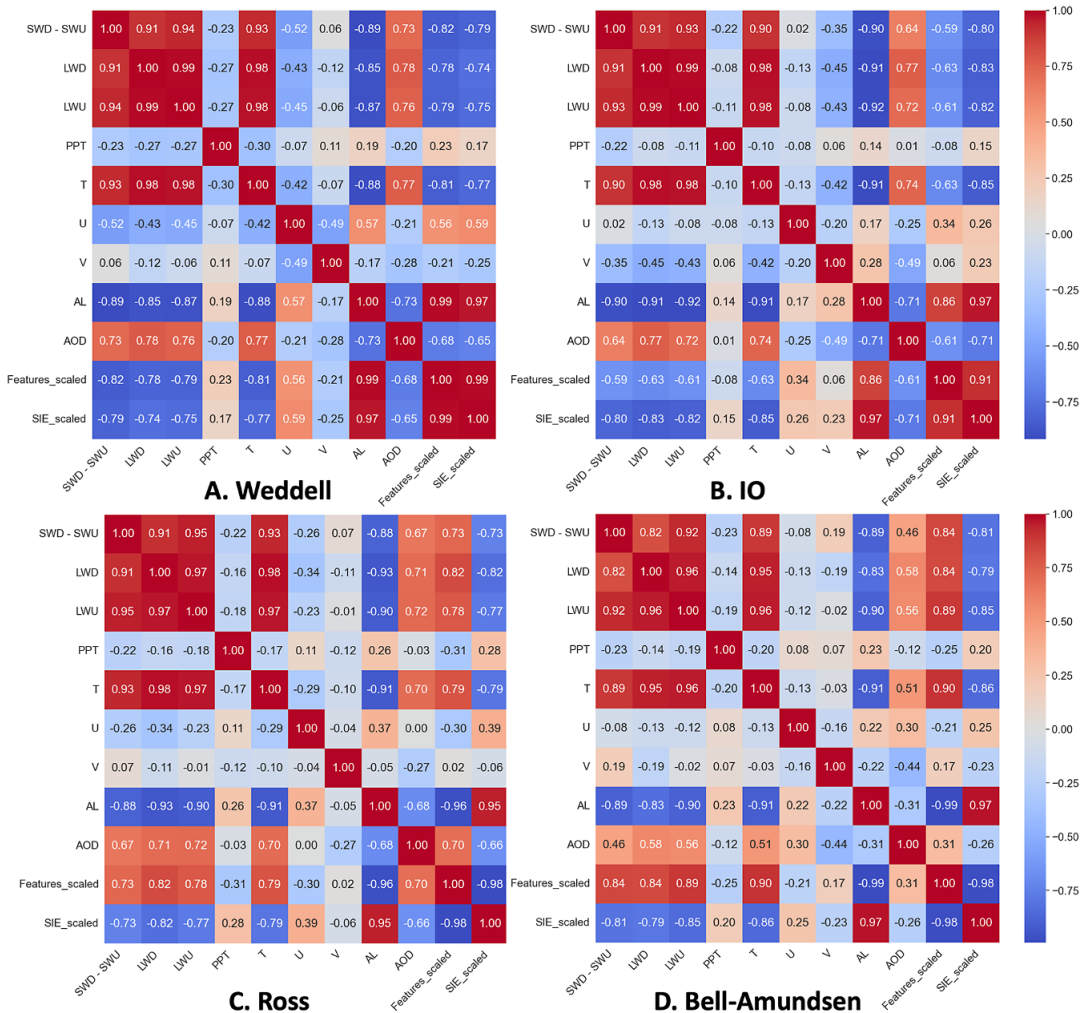 SWD - SWU 1.00 0.91 0.94 -0.23 0.93 -0.52 0.06 -0.89 0.73 -0.82 -0.79
LWD 0.91 1.00 0.99 -0.27 0.98 -0.43 -0.12 -0.85 0.78 -0.78 -0.74
LWU 0.94 0.99 1.00 -0.27 0.98 -0.45 -0.06 -0.87 0.76 -0.79 -0.75
PPT -0.23 -0.27 -0.27 1.00 -0.30 -0.07 0.11 0.19 -0.20 0.23 0.17
T 0.93 0.98 0.98 -0.30 1.00 -0.42 -0.07 -0.88 0.77 -0.81 -0.77
U -0.52 -0.43 -0.45 -0.07 -0.42 1.00 -0.49 0.57 -0.21 0.56 0.59
V 0.06 -0.12 -0.06 0.11 -0.07 -0.49 1.00 -0.17 -0.28 -0.21 -0.25
AL -0.89 -0.85 -0.87 0.19 -0.88 0.57 -0.17 1.00 -0.73 0.99 0.97
AOD 0.73 0.78 0.76 -0.20 0.77 -0.21 -0.28 -0.73 1.00 -0.68 -0.65
Features_scaled -0.82 -0.78 -0.79 0.23 -0.81 0.56 -0.21 0.99 -0.68 1.00 0.99
SIE_scaled -0.79 -0.74 -0.75 0.17 -0.77 0.59 -0.25 0.97 -0.65 0.99 1.00
SWD - SWU LWD LWU PPT T U V AL AOD Features_scaled SIE_scaled
A. Weddell
SWD - SWU 1.00 0.91 0.93 -0.22 0.90 0.02 -0.35 -0.90 0.64 -0.59 -0.80
LWD 0.91 1.00 0.99 -0.08 0.98 -0.13 -0.45 -0.91 0.77 -0.63 -0.83
LWU 0.93 0.99 1.00 -0.11 0.98 -0.08 -0.43 -0.92 0.72 -0.61 -0.82
PPT -0.22 -0.08 -0.11 1.00 -0.10 -0.08 0.06 0.14 0.01 -0.08 0.15
T 0.90 0.98 0.98 -0.10 1.00 -0.13 -0.42 -0.91 0.74 -0.63 -0.85
U 0.02 -0.13 -0.08 -0.08 -0.13 1.00 -0.20 0.17 -0.25 0.34 0.26
V -0.35 -0.45 -0.43 0.06 -0.42 -0.20 1.00 0.28 -0.49 0.06 0.23
AL -0.90 -0.91 -0.92 0.14 -0.91 0.17 0.28 1.00 -0.71 0.86 0.97
AOD 0.64 0.77 0.72 0.01 0.74 -0.25 -0.49 -0.71 1.00 -0.61 -0.71
Features_scaled -0.59 -0.63 -0.61 -0.08 -0.63 0.34 0.06 0.86 -0.61 1.00 0.91
SIE_scaled -0.80 -0.83 -0.82 0.15 -0.85 0.26 0.23 0.97 -0.71 0.91 1.00
SWD - SWU LWD LWU PPT T U V AL AOD Features_scaled SIE_scaled
B. IO
1.00
0.75
0.50
0.25
0.00
-0.25
-0.50
-0.75
SWD - SWU 1.00 0.91 0.95 -0.22 0.93 -0.26 0.07 -0.88 0.67 0.73 -0.73
LWD 0.91 1.00 0.97 -0.16 0.98 -0.34 -0.11 -0.93 0.71 0.82 -0.82
LWU 0.95 0.97 1.00 -0.18 0.97 -0.23 -0.01 -0.90 0.72 0.78 -0.77
PPT -0.22 -0.16 -0.18 1.00 -0.17 0.11 -0.12 0.26 -0.03 -0.31 0.28
T 0.93 0.98 0.97 -0.17 1.00 -0.29 -0.10 -0.91 0.70 0.79 -0.79
U -0.26 -0.34 -0.23 0.11 -0.29 1.00 -0.04 0.37 0.00 -0.30 0.39
V 0.07 -0.11 -0.01 -0.12 -0.10 -0.04 1.00 -0.05 -0.27 0.02 -0.06
AL -0.88 -0.93 -0.90 0.26 -0.91 0.37 -0.05 1.00 -0.68 -0.96 0.95
AOD 0.67 0.71 0.72 -0.03 0.70 0.00 -0.27 -0.68 1.00 0.70 -0.66
Features_scaled 0.73 0.82 0.78 -0.31 0.79 -0.30 0.02 -0.96 0.70 1.00 -0.98
SIE_scaled -0.73 -0.82 -0.77 0.28 -0.79 0.39 -0.06 0.95 -0.66 -0.98 1.00
SWD - SWU LWD LWU PPT T U V AL AOD Features_scaled SIE_scaled
C. Ross
SWD - SWU 1.00 0.82 0.92 -0.23 0.89 -0.08 0.19 -0.89 0.46 0.84 -0.81
LWD 0.82 1.00 0.96 -0.14 0.95 -0.13 -0.19 -0.83 0.58 0.84 -0.79
LWU 0.92 0.96 1.00 -0.19 0.96 -0.12 -0.02 -0.90 0.56 0.89 -0.85
PPT -0.23 -0.14 -0.19 1.00 -0.20 0.08 0.07 0.23 -0.12 -0.25 0.20
T 0.89 0.95 0.96 -0.20 1.00 -0.13 -0.03 -0.91 0.51 0.90 -0.86
U -0.08 -0.13 -0.12 0.08 -0.13 1.00 -0.16 0.22 0.30 -0.21 0.25
V 0.19 -0.19 -0.02 0.07 -0.03 -0.16 1.00 -0.22 -0.44 0.17 -0.23
AL -0.89 -0.83 -0.90 0.23 -0.91 0.22 -0.22 1.00 -0.31 -0.99 0.97
AOD 0.46 0.58 0.56 -0.12 0.51 0.30 -0.44 -0.31 1.00 0.31 -0.26
Features_scaled 0.84 0.84 0.89 -0.25 0.90 -0.21 0.17 -0.99 0.31 1.00 -0.98
SIE_scaled -0.81 -0.79 -0.85 0.20 -0.86 0.25 -0.23 0.97 -0.26 -0.98 1.00
SWD - SWU LWD LWU PPT T U V AL AOD Features_scaled SIE_scaled
D. Bell-Amundsen
1.00
0.75
0.50
0.25
0.00
-0.25
-0.50
-0.75